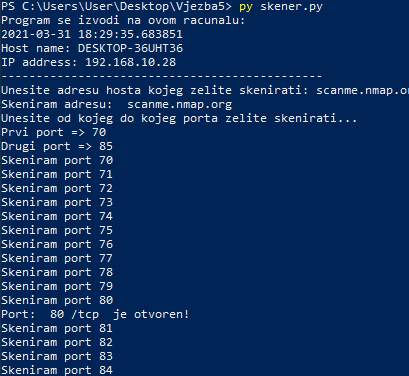 PS C:\Users\User\Desktop\Vjezba5> py skener.py
Program se izvodi na ovom racunalu:
2021-03-31 18:29:35.683851
Host name: DESKTOP-36UHT36
IP address: 192.168.10.28
-----------------------------------------------
Unesite adresu hosta kojeg zelite skenirati: scanme.nmap.o
Skeniram adresu:  scanme.nmap.org
Unesite od kojeg do kojeg porta zelite skenirati...
Prvi port => 70
Drugi port => 85
Skeniram port 70
Skeniram port 71
Skeniram port 72
Skeniram port 73
Skeniram port 74
Skeniram port 75
Skeniram port 76
Skeniram port 77
Skeniram port 78
Skeniram port 79
Skeniram port 80
Port:  80 /tcp  je otvoren!
Skeniram port 81
Skeniram port 82
Skeniram port 83
Skeniram port 84